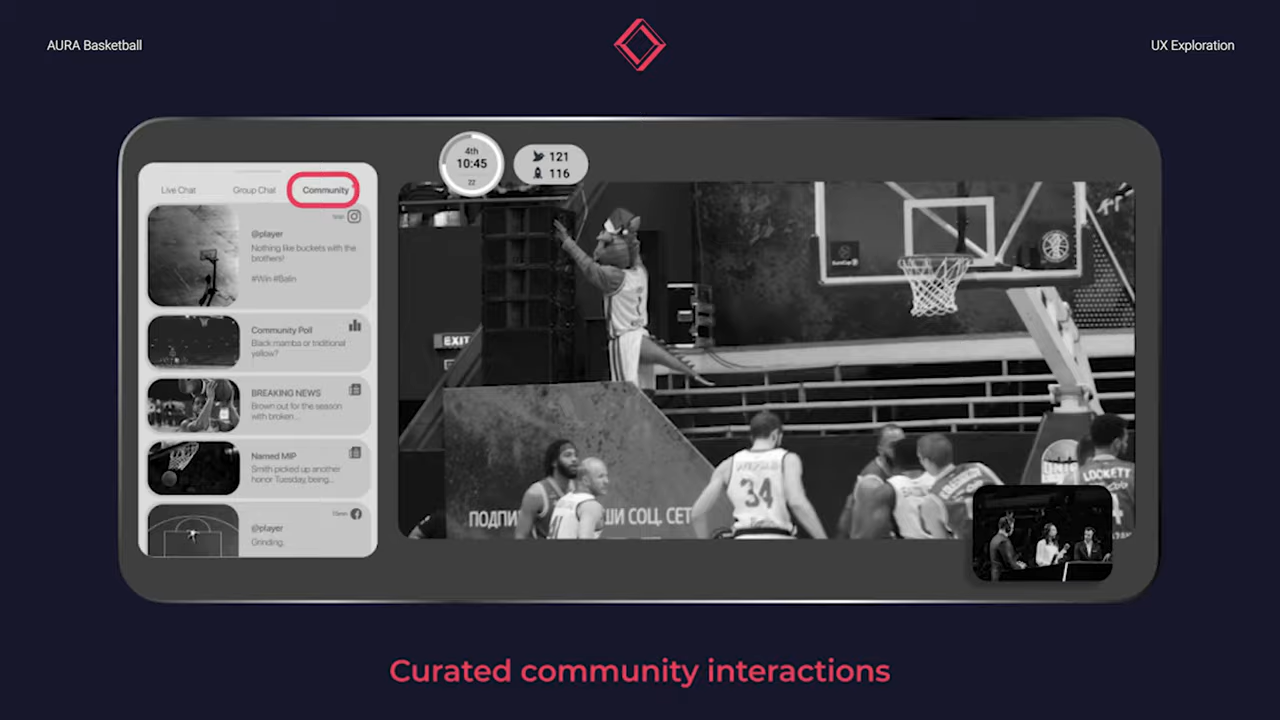 AURA Basketball
UX Exploration
4th
10:45
22
121
116
Live Chat
Group Chat
Community
@player
Nothing like buckets with the
brothers!
#Win #Balin
Community Poll
Black mamba or traditional
yellow?
BREAKING NEWS
Brown out for the season
with broken...
Named MIP
Smith picked up another
honor Tuesday, being...
@player
Grinding.
EXIT
34
LOCKETT
ПОДПИ
ШИ СОЦ. СЕТ
Curated community interactions